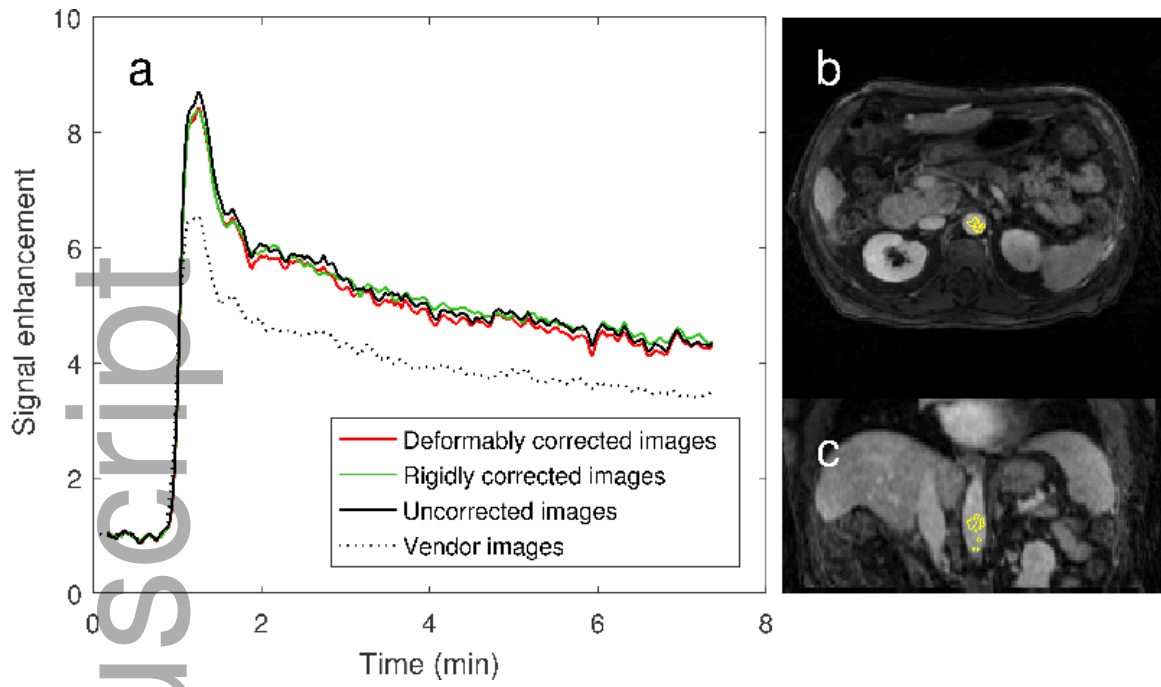 10
8
6
4
2
0
0
2
4
6
8
Signal enhancement
Time (min)
a
Deformably corrected images
Rigidly corrected images
Uncorrected images
Vendor images
b
c
uscript